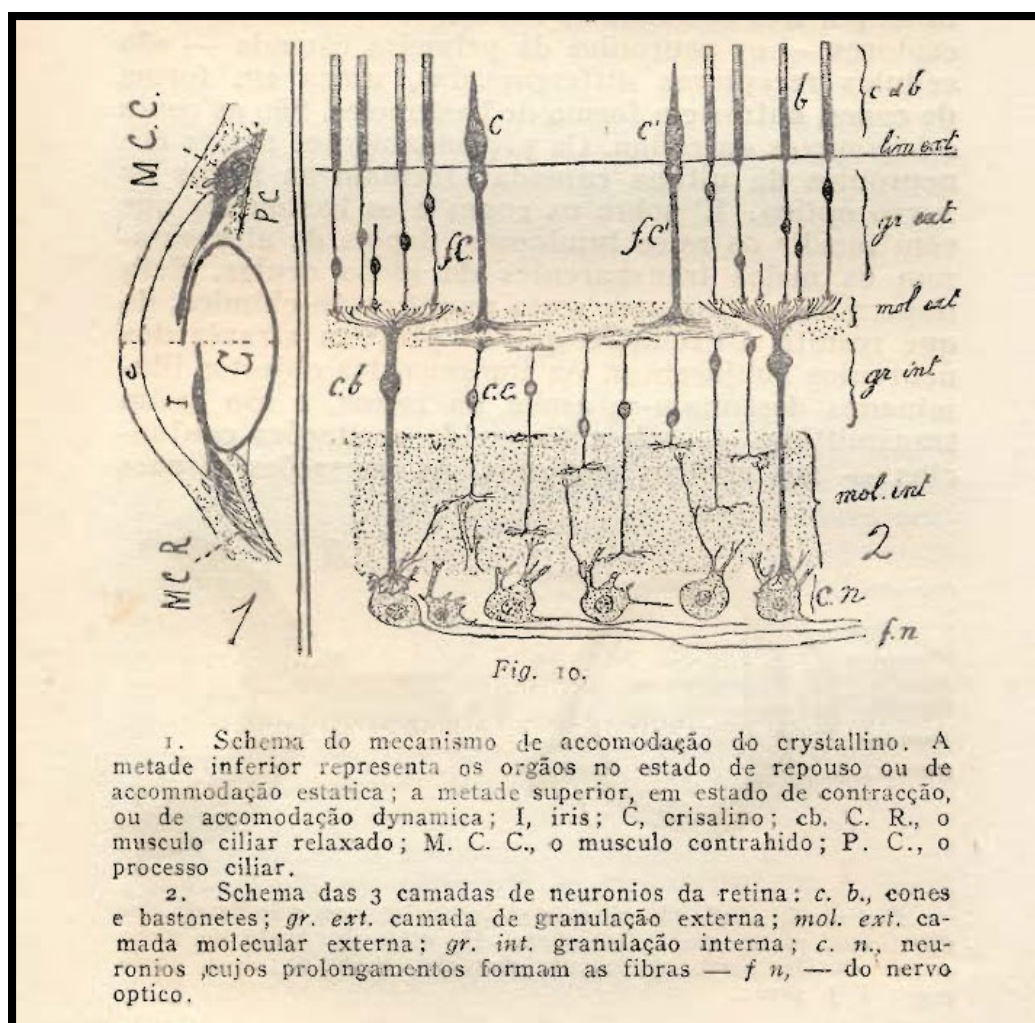 M C.C.
P.C
c
C
I
M C R
1
C
C'
b
c et b
lim ext
f.C.
f.C'
gr ext
mol ext
c.b
c.c.
gr int
mol. int
2
C. n
f. n
Fig. 10.
1. Schema do mecanismo de accomodação do crystallino. A
metade inferior representa os orgãos no estado de repouso ou de
accommodação estatica; a metade superior, em estado de contracção,
ou de accomodação dynamica; I, iris; C, crisalino; cb. C. R., o
musculo ciliar relaxado; M. C. C., o musculo contrahido; P. C., o
processo ciliar.
2. Schema das 3 camadas de neuronios da retina: c. b., cones
e bastonetes; gr. ext. camada de granulação externa; mol. ext. ca-
mada molecular externa; gr. int. granulação interna; c. n., neu-
ronios ,cujos prolongamentos formam as fibras — f n, — do nervo
optico.